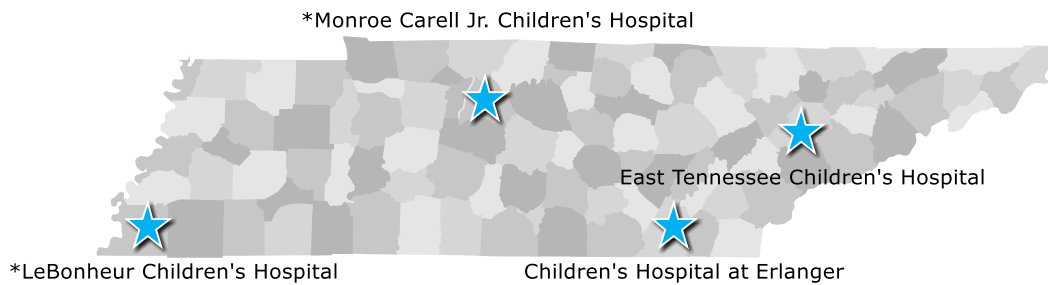 *Monroe Carell Jr. Children's Hospital
East Tennessee Children's Hospital
*LeBonheur Children's Hospital
Children's Hospital at Erlanger